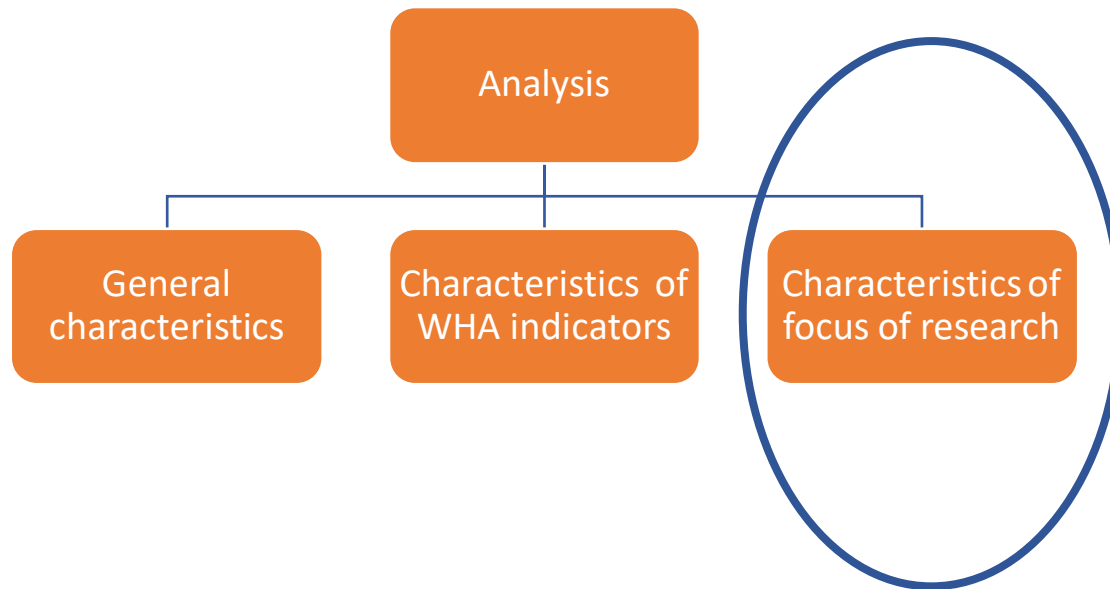 Analysis
General
characteristics
Characteristics of
WHA indicators
Characteristics of
focus of research